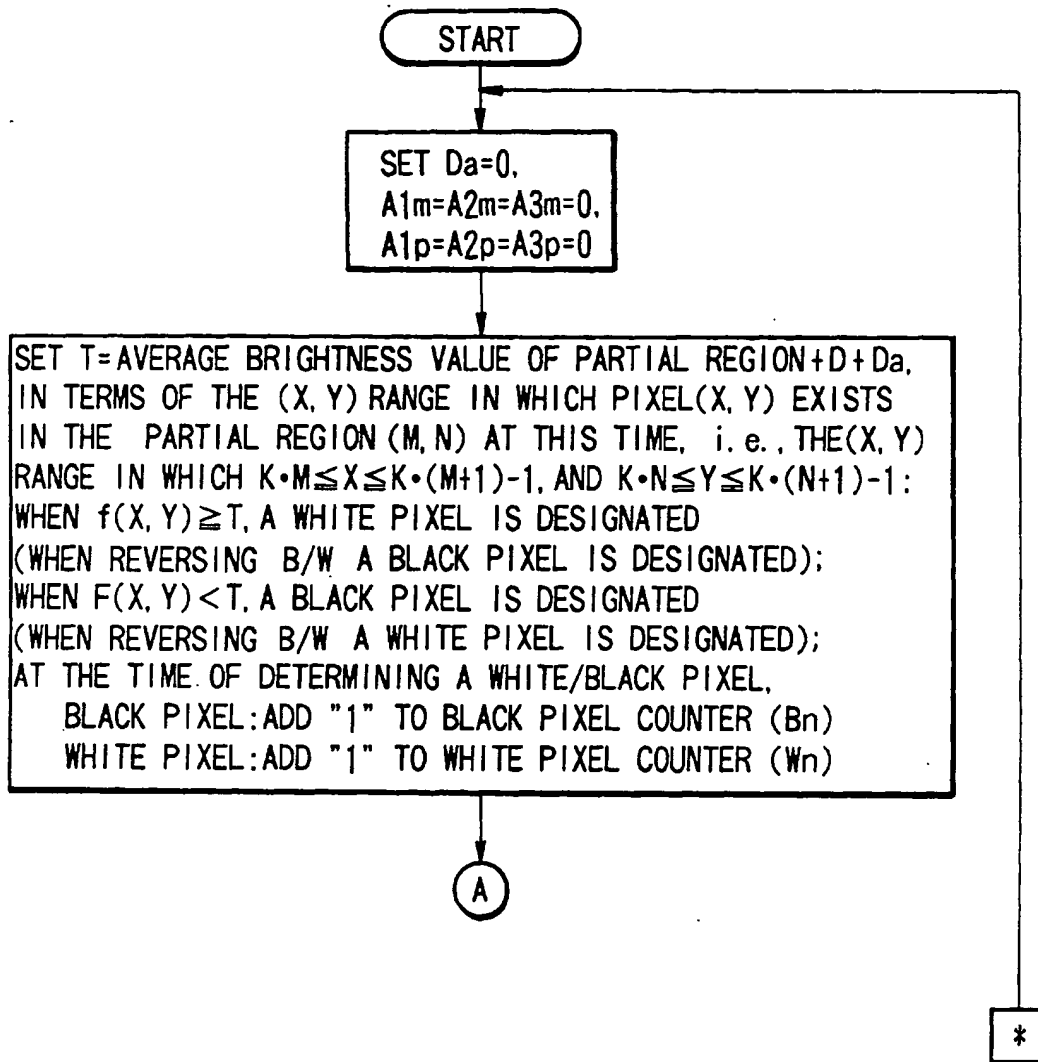 START
SET Da=0,
A1m=A2m=A3m=0,
A1p=A2p=A3p=0
SET T=AVERAGE BRIGHTNESS VALUE OF PARTIAL REGION+D+Da,
IN TERMS OF THE (X, Y) RANGE IN WHICH PIXEL(X, Y) EXISTS
IN THE PARTIAL REGION (M, N) AT THIS TIME, i. e., THE(X, Y)
RANGE IN WHICH K•M≦X≦K•(M+1)-1, AND K•N≦Y≦K•(N+1)-1:
WHEN f(X, Y)≧T, A WHITE PIXEL IS DESIGNATED
(WHEN REVERSING B/W A BLACK PIXEL IS DESIGNATED);
WHEN F(X, Y)<T, A BLACK PIXEL IS DESIGNATED
(WHEN REVERSING B/W A WHITE PIXEL IS DESIGNATED);
AT THE TIME OF DETERMINING A WHITE/BLACK PIXEL,
BLACK PIXEL:ADD "1" TO BLACK PIXEL COUNTER (Bn)
WHITE PIXEL:ADD "1" TO WHITE PIXEL COUNTER (Wn)
A
*